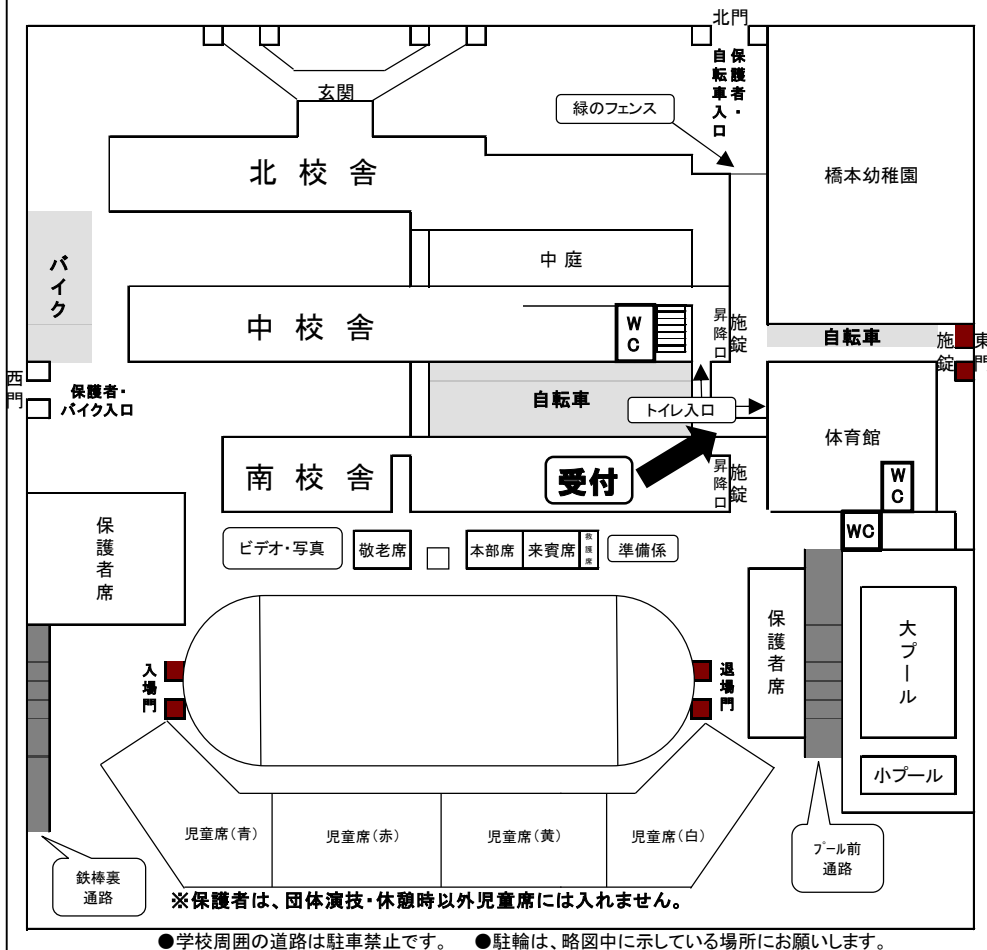 北門
保護者・
自転車入口
玄関
緑のフェンス
北校舎
橋本幼稚園
バイク
中庭
中校舎
WC
昇降口
施錠
自転車
施錠
東門
西門
保護者・
バイク入口
自転車
トイレ入口
体育館
南校舎
受付
昇降口
施錠
WC
WC
保護者席
ビデオ・写真
敬老席
本部席
来賓席
救護席
準備係
保護者席
大プール
入場門
退場門
小プール
児童席(青)
児童席(赤)
児童席(黄)
児童席(白)
プール前
通路
鉄棒裏
通路
※保護者は、団体演技・休憩時以外児童席には入れません。
●学校周囲の道路は駐車禁止です。 ●駐輪は、略図中に示している場所にお願いします。